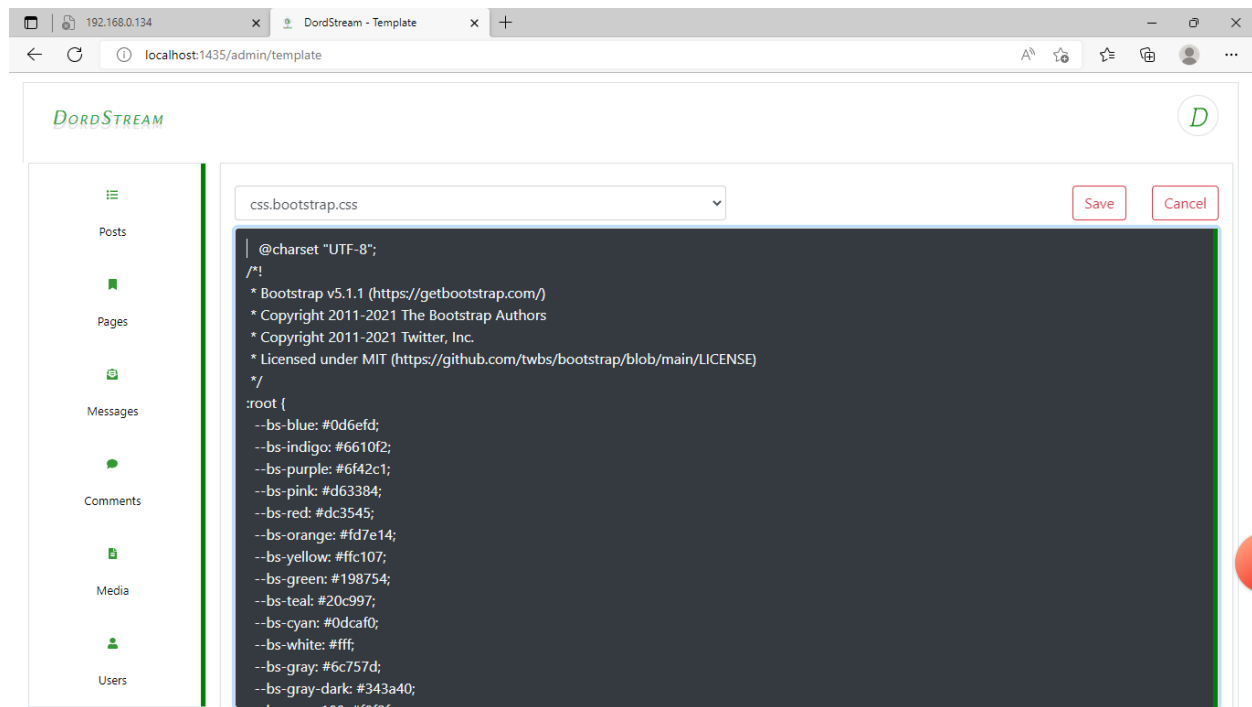 192.168.0.134
DordStream - Template
localhost:1435/admin/template
DORDSTREAM
D
Posts
Pages
Messages
Comments
Media
Users
css.bootstrap.css
Save
Cancel
@charset "UTF-8";
/*!
 * Bootstrap v5.1.1 (https://getbootstrap.com/)
 * Copyright 2011-2021 The Bootstrap Authors
 * Copyright 2011-2021 Twitter, Inc.
 * Licensed under MIT (https://github.com/twbs/bootstrap/blob/main/LICENSE)
 */
:root {
  --bs-blue: #0d6efd;
  --bs-indigo: #6610f2;
  --bs-purple: #6f42c1;
  --bs-pink: #d63384;
  --bs-red: #dc3545;
  --bs-orange: #fd7e14;
  --bs-yellow: #ffc107;
  --bs-green: #198754;
  --bs-teal: #20c997;
  --bs-cyan: #0dcaf0;
  --bs-white: #fff;
  --bs-gray: #6c757d;
  --bs-gray-dark: #343a40;